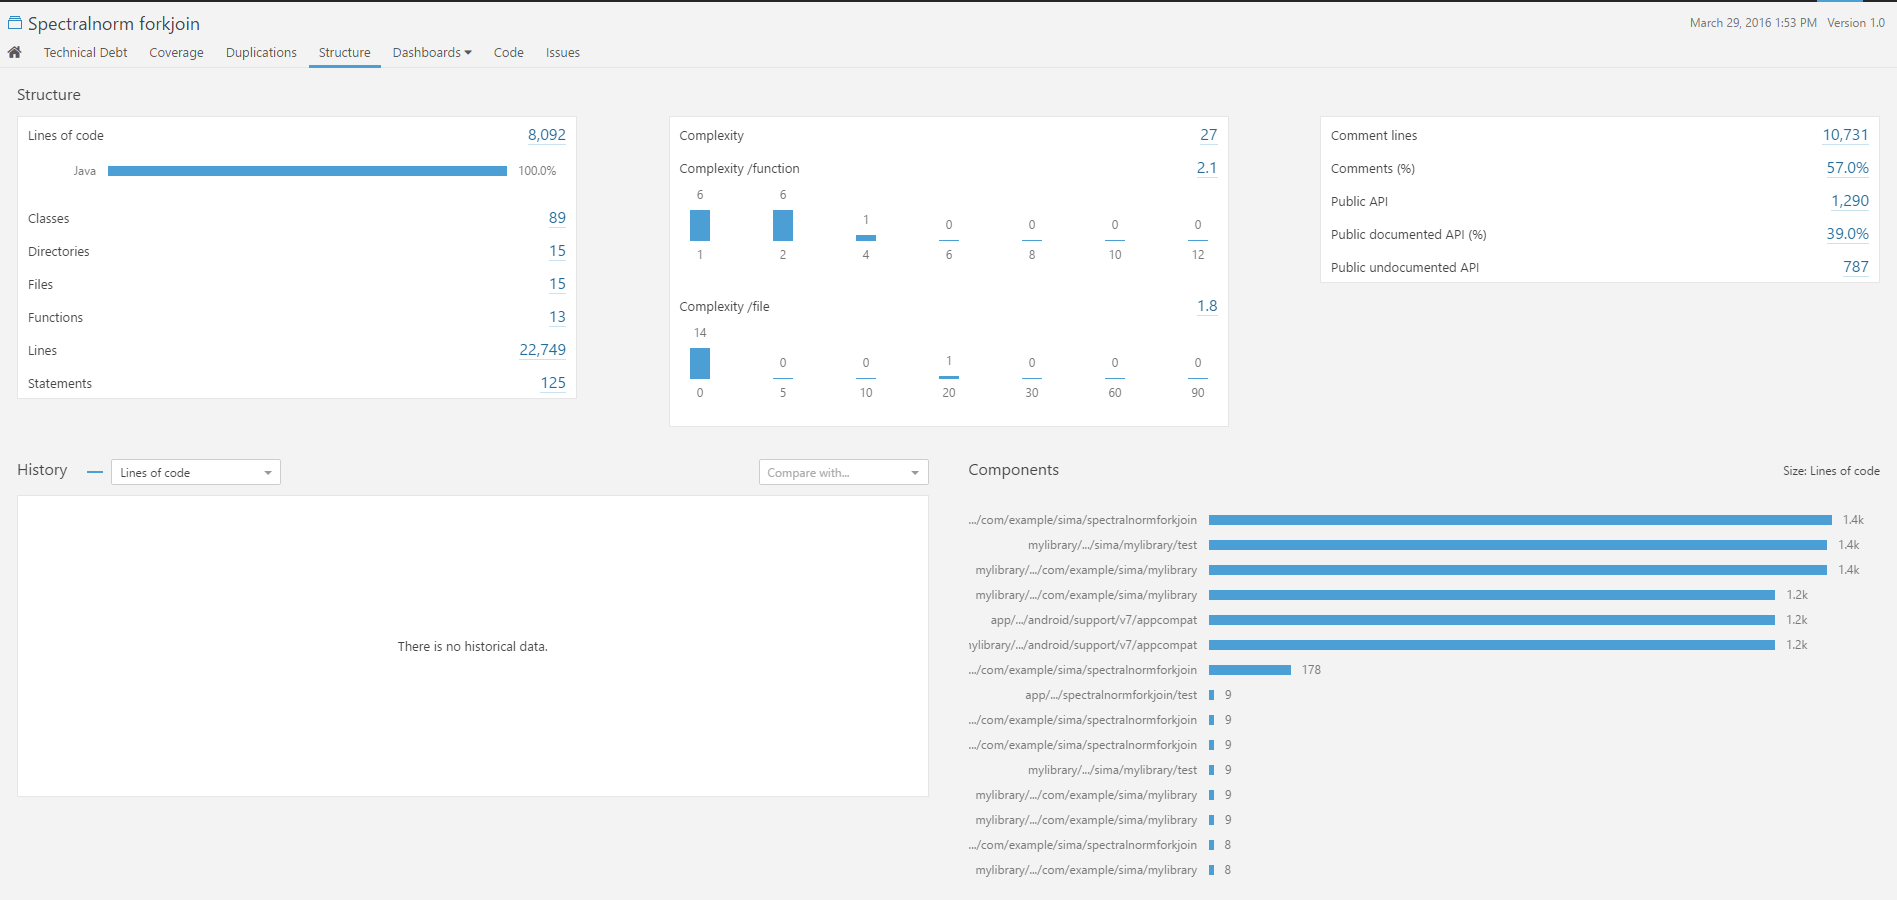 Spectralnorm forkjoin
March 29, 2016 1:53 PM Version 1.0
Technical Debt Coverage Duplications Structure Dashboards Code Issues
Structure
Lines of code 8,092
Java 100.0%
Classes 89
Directories 15
Files 15
Functions 13
Lines 22,749
Statements 125
Complexity 27
Complexity /function 2.1
6 6 1 0 0 0 0
1 2 4 6 8 10 12
Complexity /file 1.8
14 0 0 1 0 0 0
0 5 10 20 30 60 90
Comment lines 10,731
Comments (%) 57.0%
Public API 1,290
Public documented API (%) 39.0%
Public undocumented API 787
History Lines of code Compare with...
There is no historical data.
Components Size: Lines of code
.../com/example/sima/spectralnormforkjoin 1.4k
mylibrary/.../sima/mylibrary/test 1.4k
mylibrary/.../com/example/sima/mylibrary 1.4k
mylibrary/.../com/example/sima/mylibrary 1.2k
app/.../android/support/v7/appcompat 1.2k
ylibrary/.../android/support/v7/appcompat 1.2k
.../com/example/sima/spectralnormforkjoin 178
app/.../spectralnormforkjoin/test 9
.../com/example/sima/spectralnormforkjoin 9
.../com/example/sima/spectralnormforkjoin 9
mylibrary/.../sima/mylibrary/test 9
mylibrary/.../com/example/sima/mylibrary 9
mylibrary/.../com/example/sima/mylibrary 9
.../com/example/sima/spectralnormforkjoin 8
mylibrary/.../com/example/sima/mylibrary 8